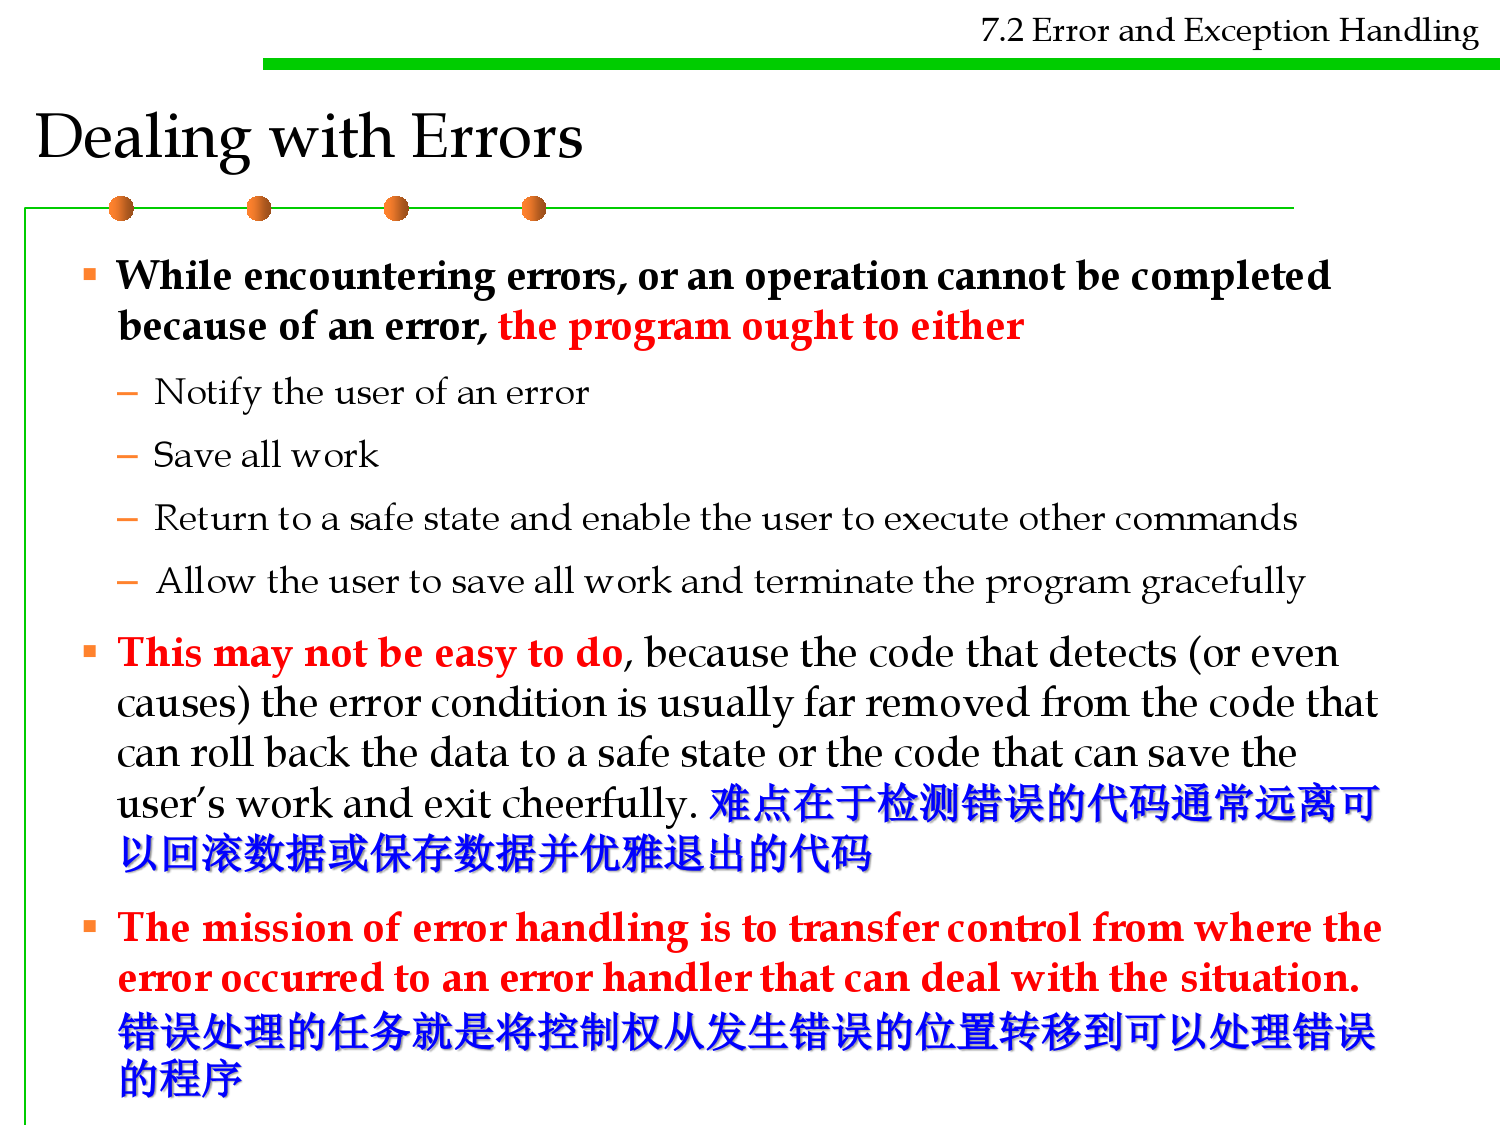 7.2 Error and Exception Handling
Dealing with Errors
▪ While encountering errors, or an operation cannot be completed
because of an error, the program ought to either
– Notify the user of an error
– Save all work
– Return to a safe state and enable the user to execute other commands
– Allow the user to save all work and terminate the program gracefully
▪ This may not be easy to do, because the code that detects (or even
causes) the error condition is usually far removed from the code that
can roll back the data to a safe state or the code that can save the
user’s work and exit cheerfully. 难点在于检测错误的代码通常远离可
以回滚数据或保存数据并优雅退出的代码
▪ The mission of error handling is to transfer control from where the
error occurred to an error handler that can deal with the situation.
错误处理的任务就是将控制权从发生错误的位置转移到可以处理错误
的程序